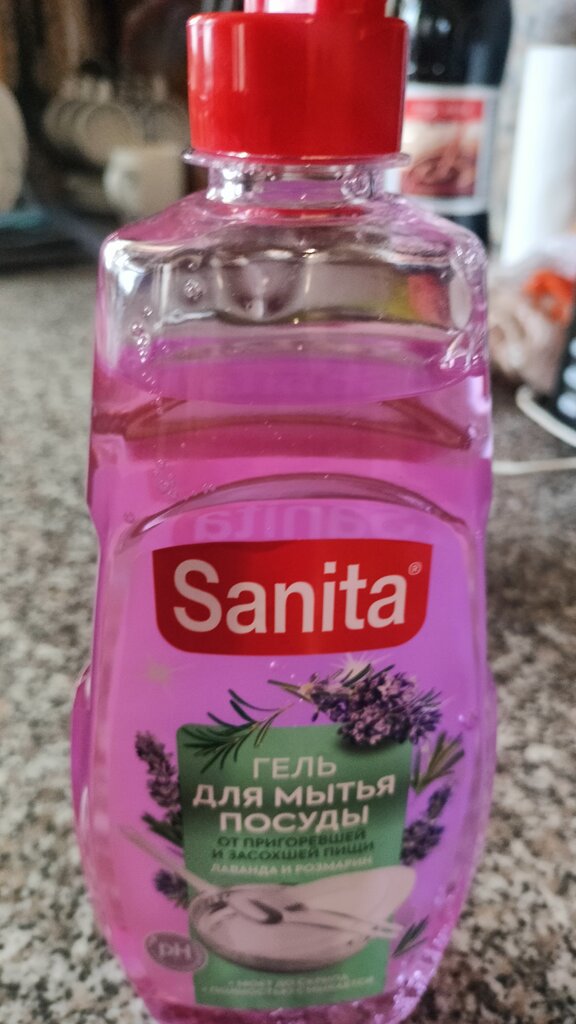 Sanita®
ГЕЛЬ
ДЛЯ МЫТЬЯ
ПОСУДЫ
ОТ ПРИГОРЕВШЕЙ
И ЗАСОХШЕЙ ПИЩИ
ЛАВАНДА И РОЗМАРИН
pH